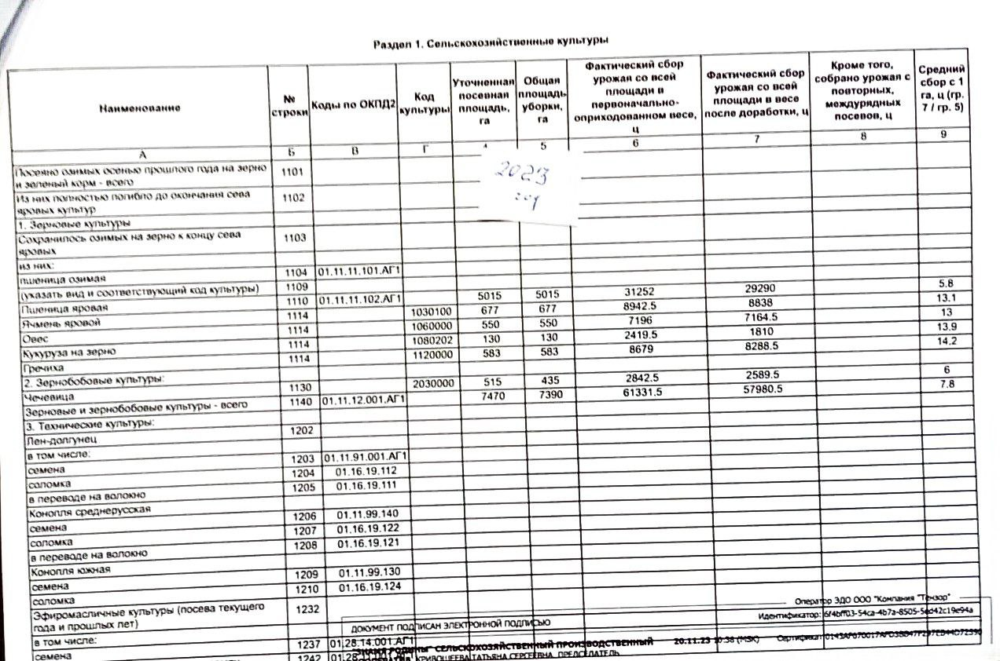 Раздел 1. Сельскохозяйственные культуры
Наименование | № строки | Коды по ОКПД2 | Код культуры | Уточненная посевная площадь, га | Общая площадь уборки, га | Фактический сбор урожая со всей площади в первоначально-оприходованном весе, ц | Фактический сбор урожая со всей площади в весе после доработки, ц | Кроме того, собрано урожая с повторных, междурядных посевов, ц | Средний сбор с 1 га, ц (гр. 7 / гр. 5)
А | Б | В | Г | 4 | 5 | 6 | 7 | 8 | 9
2023
год
Посеяно озимых осенью прошлого года на зерно и зеленый корм - всего | 1101
Из них полностью погибло до окончания сева яровых культур | 1102
1. Зерновые культуры
Сохранилось озимых на зерно к концу сева яровых | 1103
из них:
пшеница озимая | 1104 | 01.11.11.101.АГ1
(указать вид и соответствующий код культуры) | 1109
Пшеница яровая | 1110 | 01.11.11.102.АГ1 | 5015 | 5015 | 31252 | 29290 | 5.8
Ячмень яровой | 1114 | 1030100 | 677 | 677 | 8942.5 | 8838 | 13.1
Овес | 1114 | 1060000 | 550 | 550 | 7196 | 7164.5 | 13
Кукуруза на зерно | 1114 | 1080202 | 130 | 130 | 2419.5 | 1810 | 13.9
Гречиха | 1114 | 1120000 | 583 | 583 | 8679 | 8288.5 | 14.2
2. Зернобобовые культуры:
Чечевица | 1130 | 2030000 | 515 | 435 | 2842.5 | 2589.5 | 6
Зерновые и зернобобовые культуры - всего | 1140 | 01.11.12.001.АГ1 | 7470 | 7390 | 61331.5 | 57980.5 | 7.8
3. Технические культуры:
Лен-долгунец | 1202
в том числе:
семена | 1203 | 01.11.91.001.АГ1
соломка | 1204 | 01.16.19.112
в переводе на волокно | 1205 | 01.16.19.111
Конопля среднерусская
семена | 1206 | 01.11.99.140
соломка | 1207 | 01.16.19.122
в переводе на волокно | 1208 | 01.16.19.121
Конопля южная
семена | 1209 | 01.11.99.130
соломка | 1210 | 01.16.19.124
Эфиромасличные культуры (посева текущего года и прошлых лет) | 1232
в том числе: | 1237 | 01.28.14.001.АГ1
семена | 1242
ДОКУМЕНТ ПОДПИСАН ЭЛЕКТРОННОЙ ПОДПИСЬЮ
Оператор ЭДО ООО "Компания "Тензор"
Идентификатор: 6f4bff03-54ca-4b7a-8505-5ed42c19e94a
"ЗНАМЯ РОДИНЫ" СЕЛЬСКОХОЗЯЙСТВЕННЫЙ ПРОИЗВОДСТВЕННЫЙ 20.11.23 10:38 (MSK) Сертификат
КРИВОШЕЕВА ТАТЬЯНА СЕРГЕЕВНА, ПРЕДСЕДАТЕЛЬ